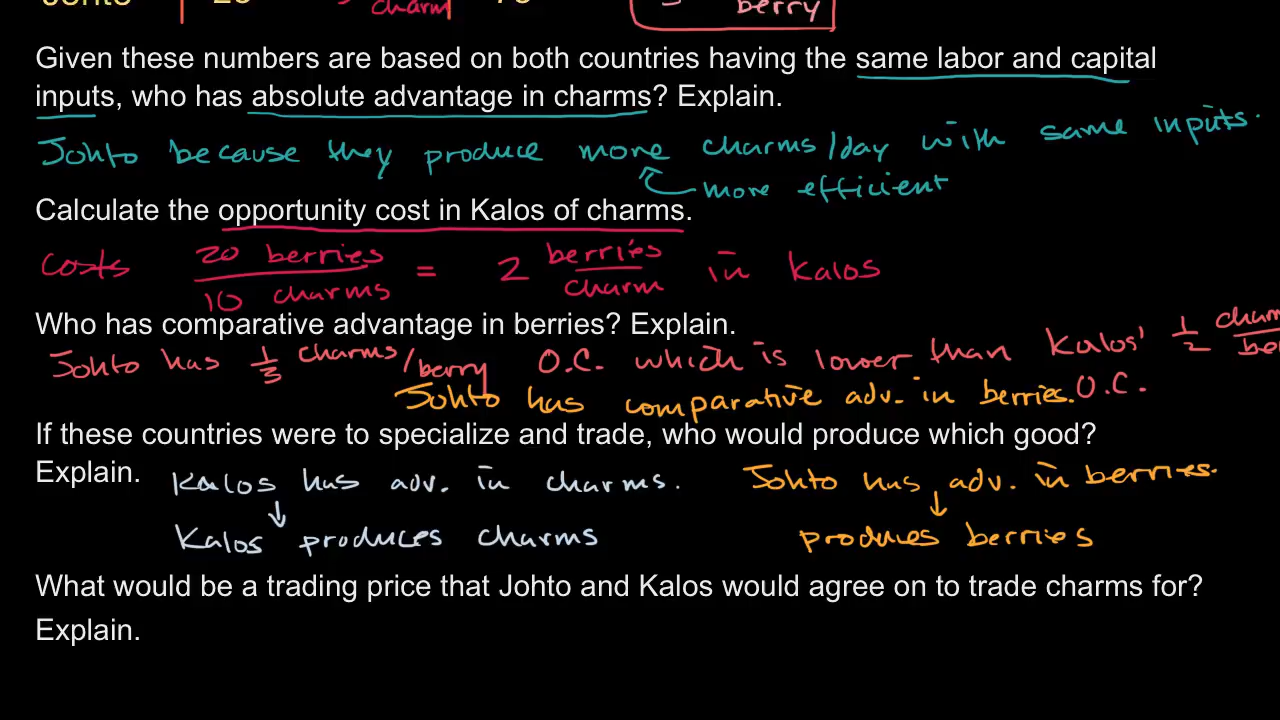 charm
berry
Given these numbers are based on both countries having the same labor and capital
inputs, who has absolute advantage in charms? Explain.
Johto because they produce more charms/day with same inputs.
more efficient
Calculate the opportunity cost in Kalos of charms.
costs 20 berries / 10 charms = 2 berries / charm in Kalos
Who has comparative advantage in berries? Explain.
Johto has 1/3 charms/berry O.C. which is lower than Kalos' 1/2
O.C.
Johto has comparative adv. in berries.
If these countries were to specialize and trade, who would produce which good?
Explain.
Kalos has adv. in charms. Johto has adv. in berries.
Kalos produces charms produces berries
What would be a trading price that Johto and Kalos would agree on to trade charms for?
Explain.